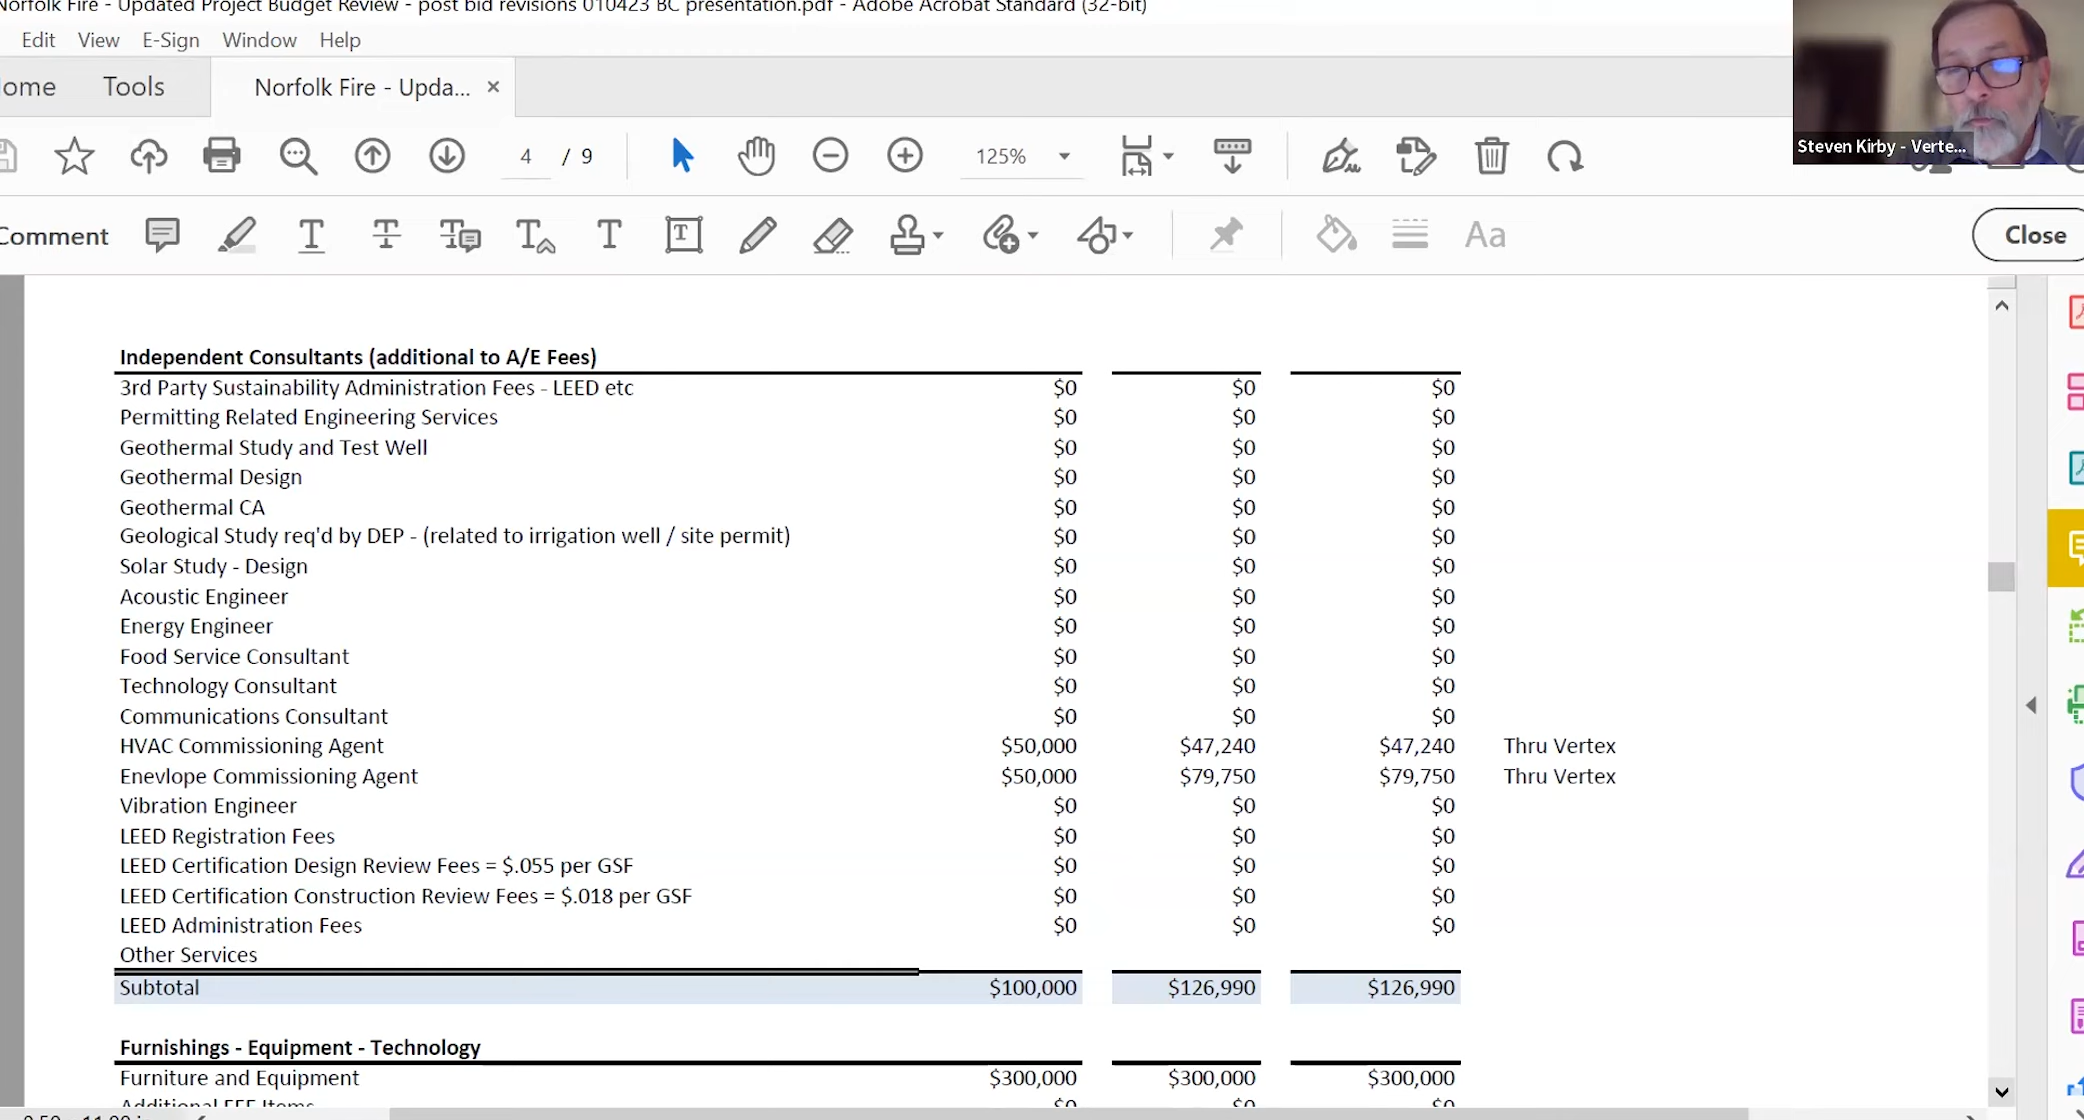 Norfolk Fire - Updated Project Budget Review - post bid revisions 010423 BC presentation.pdf - Adobe Acrobat Standard (32-bit)
Edit View E-Sign Window Help
ome Tools Norfolk Fire - Upda... ×
4 / 9 125%
Steven Kirby - Verte...
Comment T T T T T T Aa Close
Independent Consultants (additional to A/E Fees)
3rd Party Sustainability Administration Fees - LEED etc $0 $0 $0
Permitting Related Engineering Services $0 $0 $0
Geothermal Study and Test Well $0 $0 $0
Geothermal Design $0 $0 $0
Geothermal CA $0 $0 $0
Geological Study req'd by DEP - (related to irrigation well / site permit) $0 $0 $0
Solar Study - Design $0 $0 $0
Acoustic Engineer $0 $0 $0
Energy Engineer $0 $0 $0
Food Service Consultant $0 $0 $0
Technology Consultant $0 $0 $0
Communications Consultant $0 $0 $0
HVAC Commissioning Agent $50,000 $47,240 $47,240 Thru Vertex
Enevlope Commissioning Agent $50,000 $79,750 $79,750 Thru Vertex
Vibration Engineer $0 $0 $0
LEED Registration Fees $0 $0 $0
LEED Certification Design Review Fees = $.055 per GSF $0 $0 $0
LEED Certification Construction Review Fees = $.018 per GSF $0 $0 $0
LEED Administration Fees $0 $0 $0
Other Services
Subtotal $100,000 $126,990 $126,990
Furnishings - Equipment - Technology
Furniture and Equipment $300,000 $300,000 $300,000
Additional FFE Items $0 $0 $0